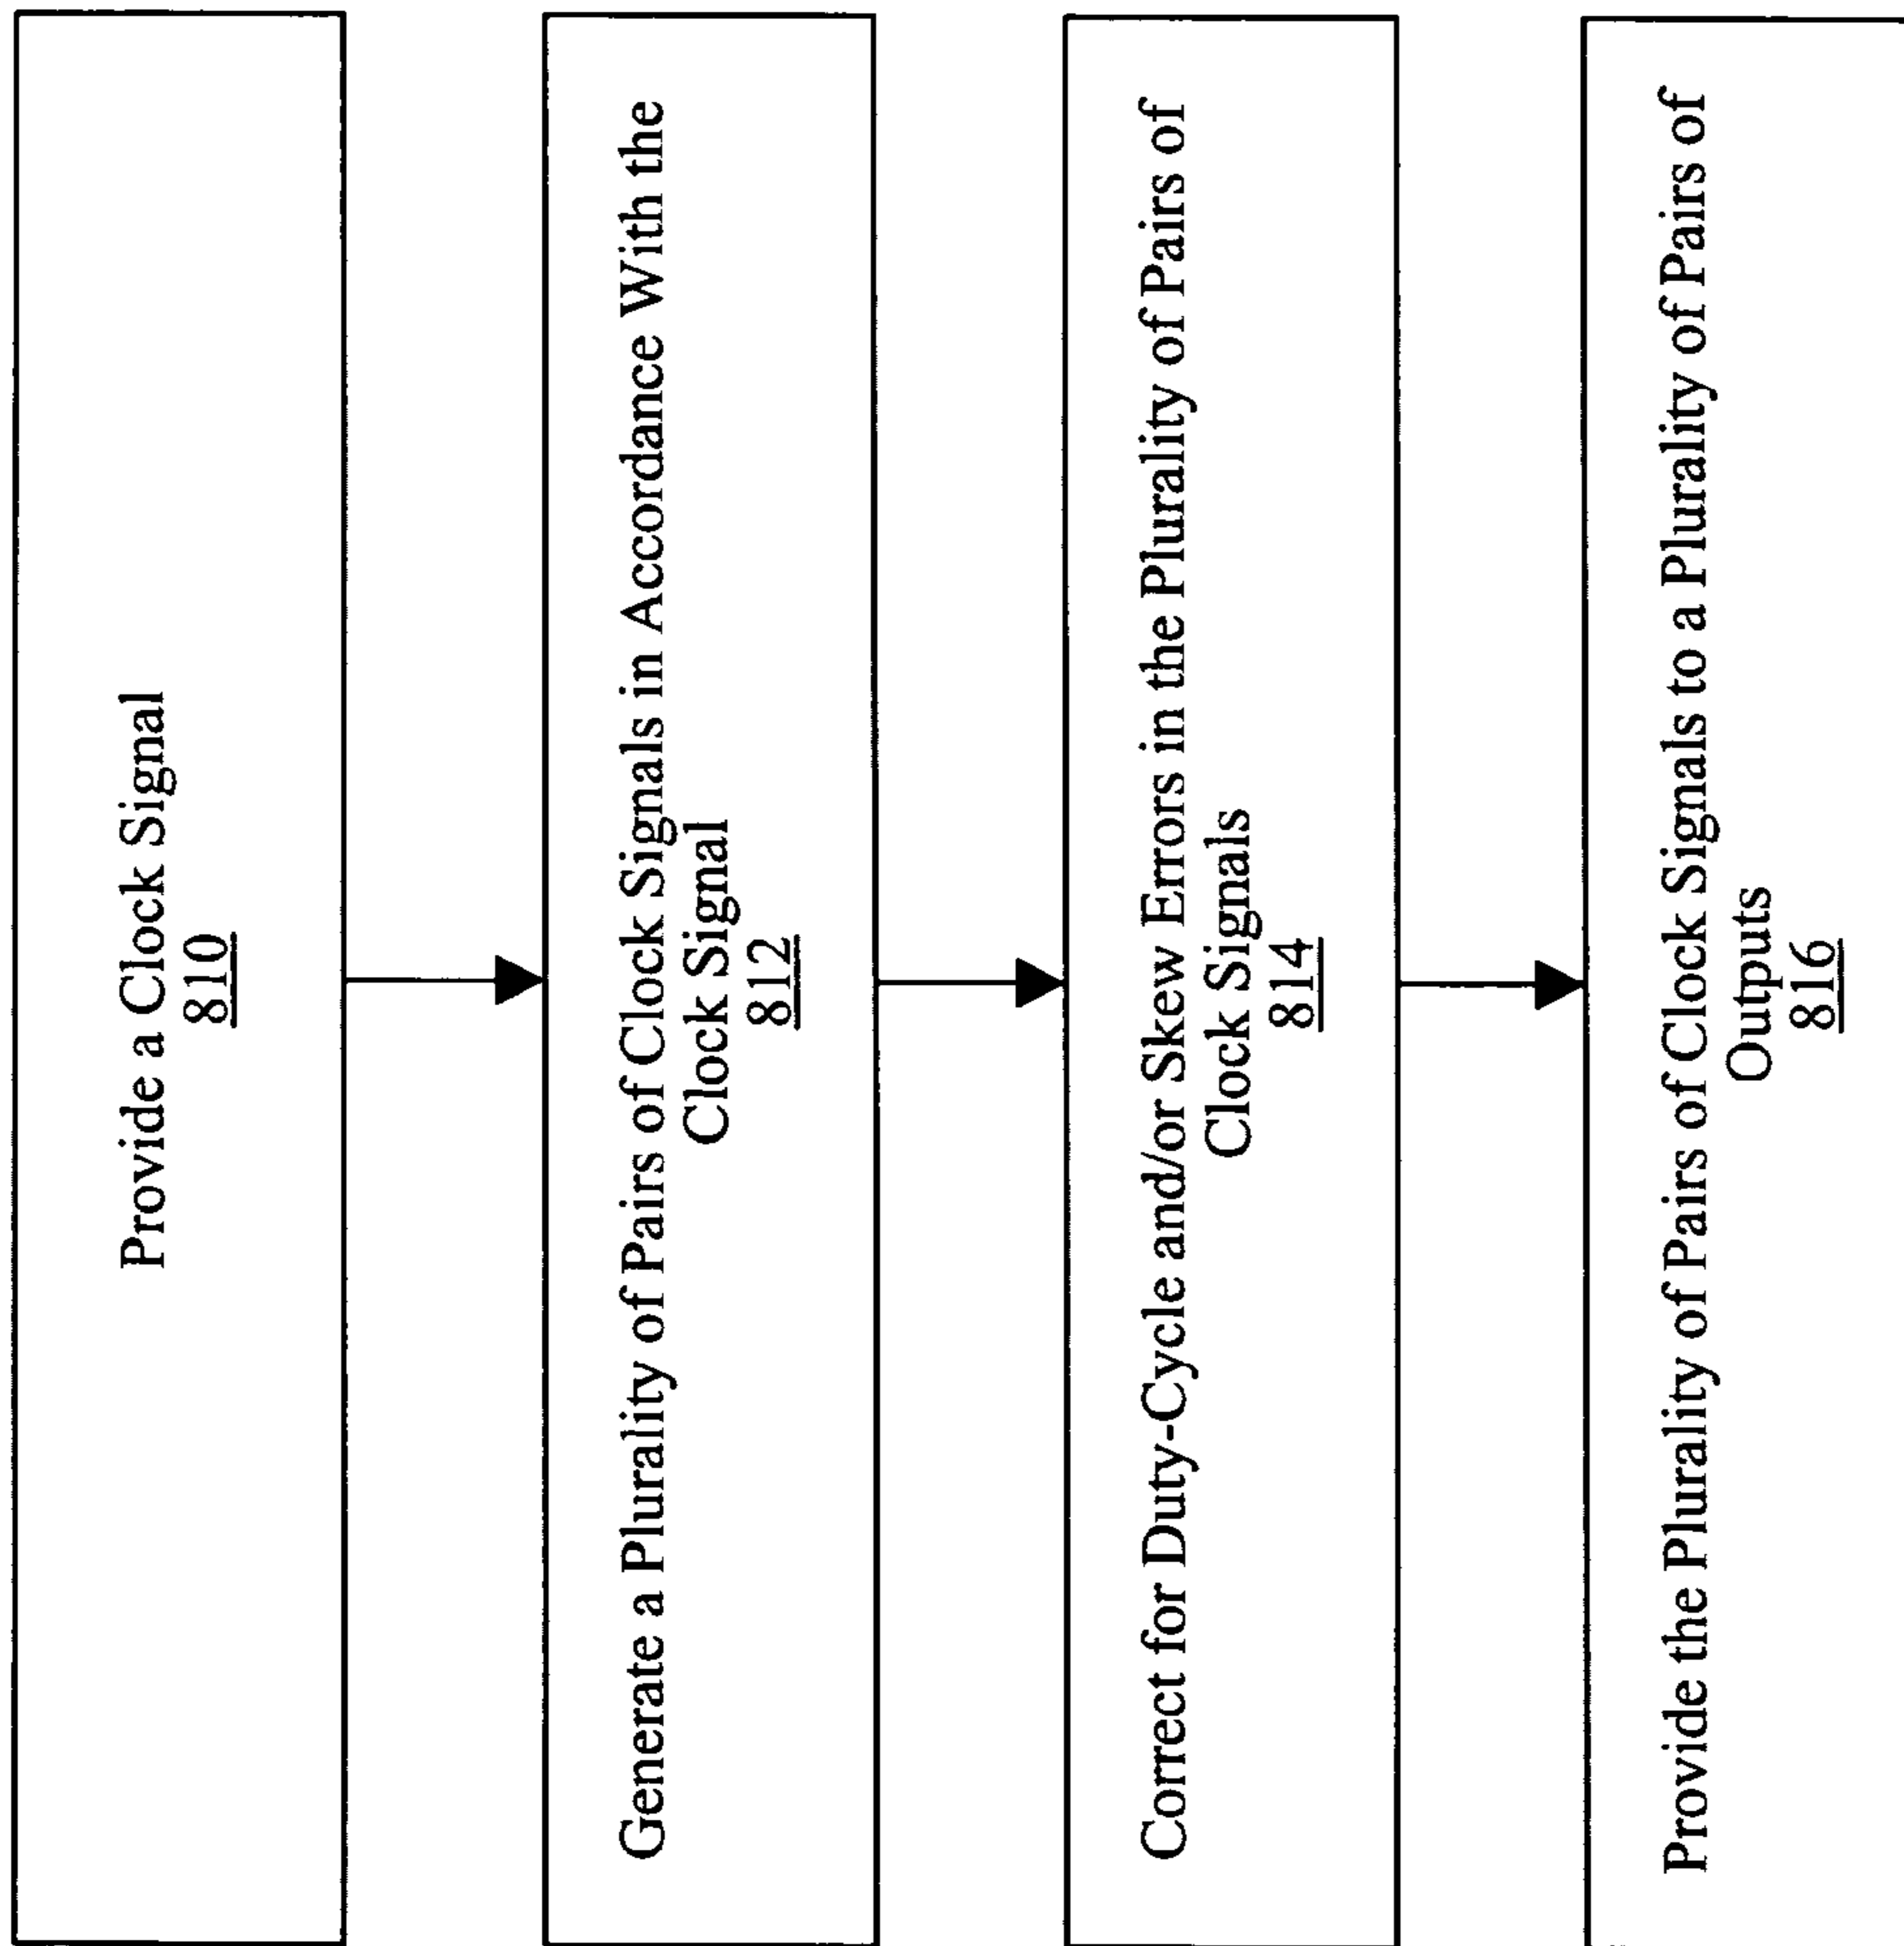 Provide a Clock Signal
810
Generate a Plurality of Pairs of Clock Signals in Accordance With the
Clock Signal
812
Correct for Duty-Cycle and/or Skew Errors in the Plurality of Pairs of
Clock Signals
814
Provide the Plurality of Pairs of Clock Signals to a Plurality of Pairs of
Outputs
816